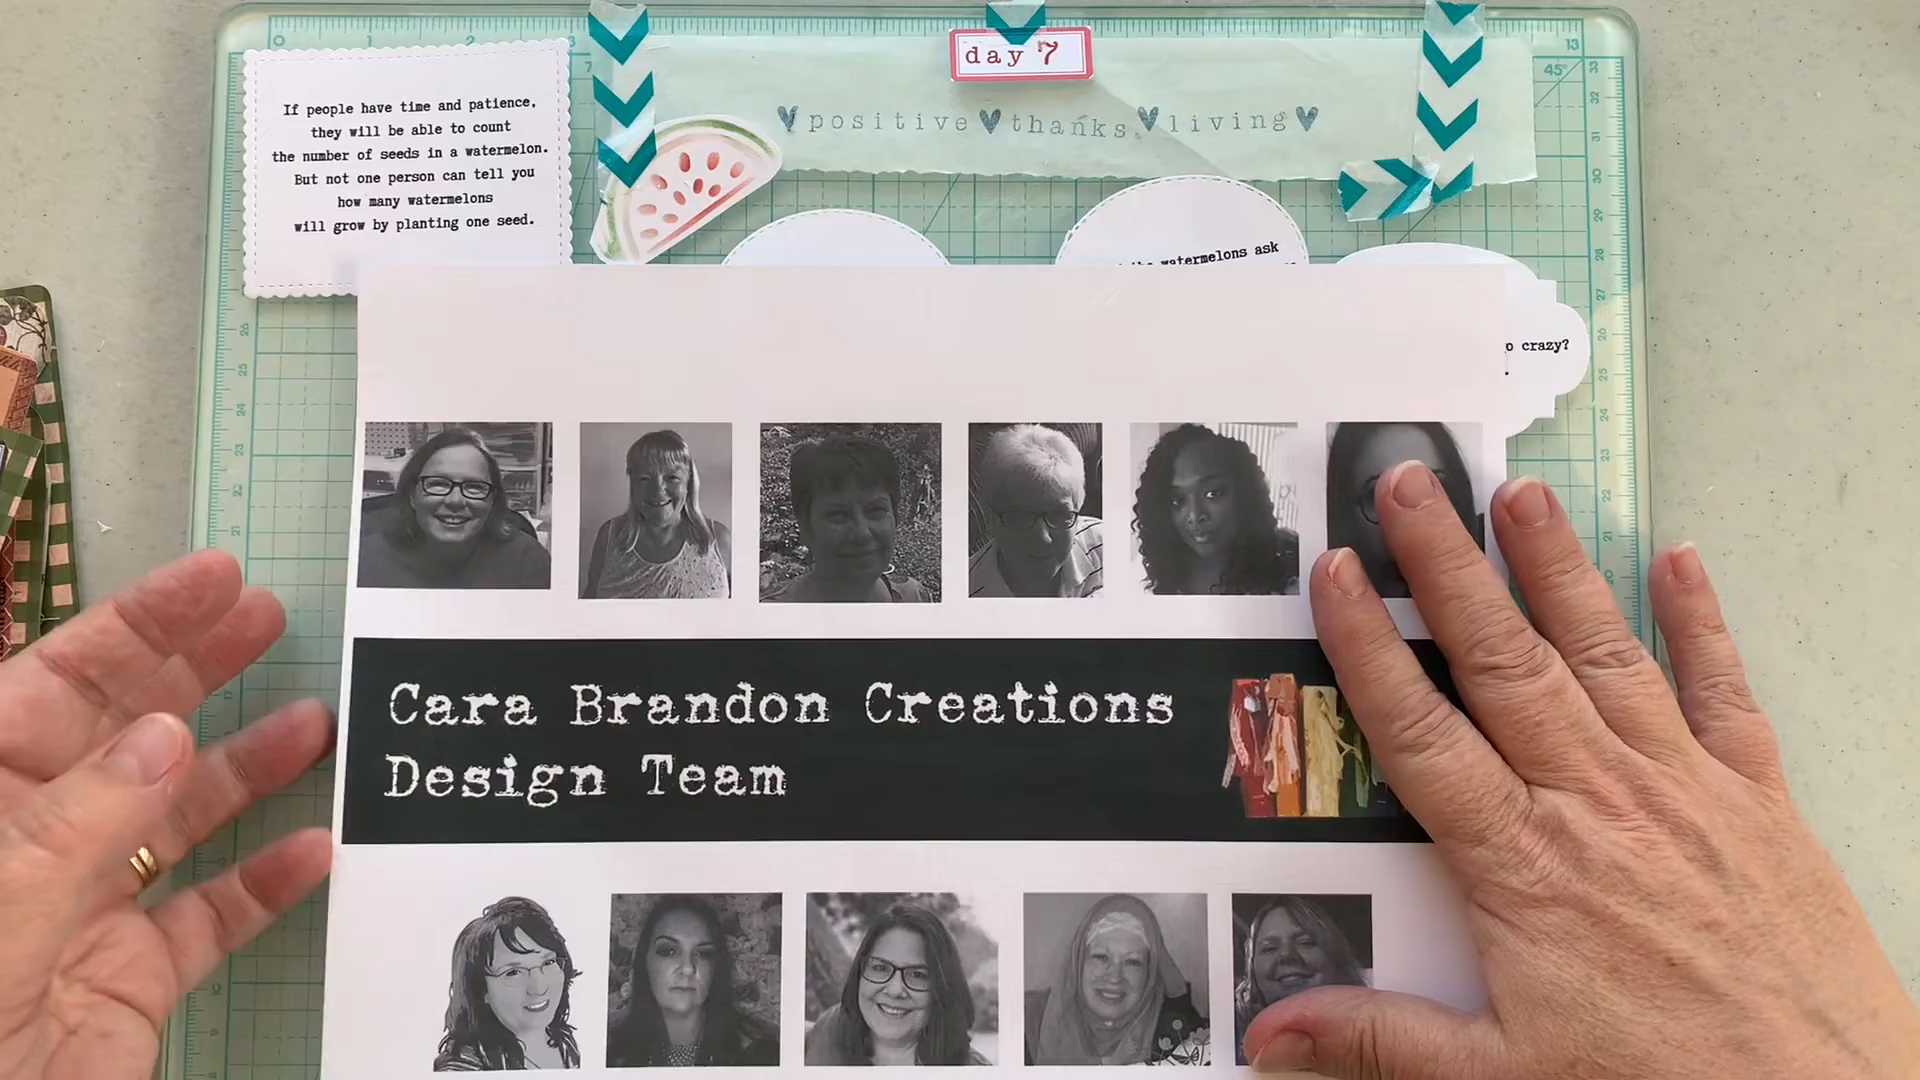 day 7
positive thanks living
If people have time and patience,
they will be able to count
the number of seeds in a watermelon.
But not one person can tell you
how many watermelons
will grow by planting one seed.
watermelons ask
crazy?
Cara Brandon Creations
Design Team